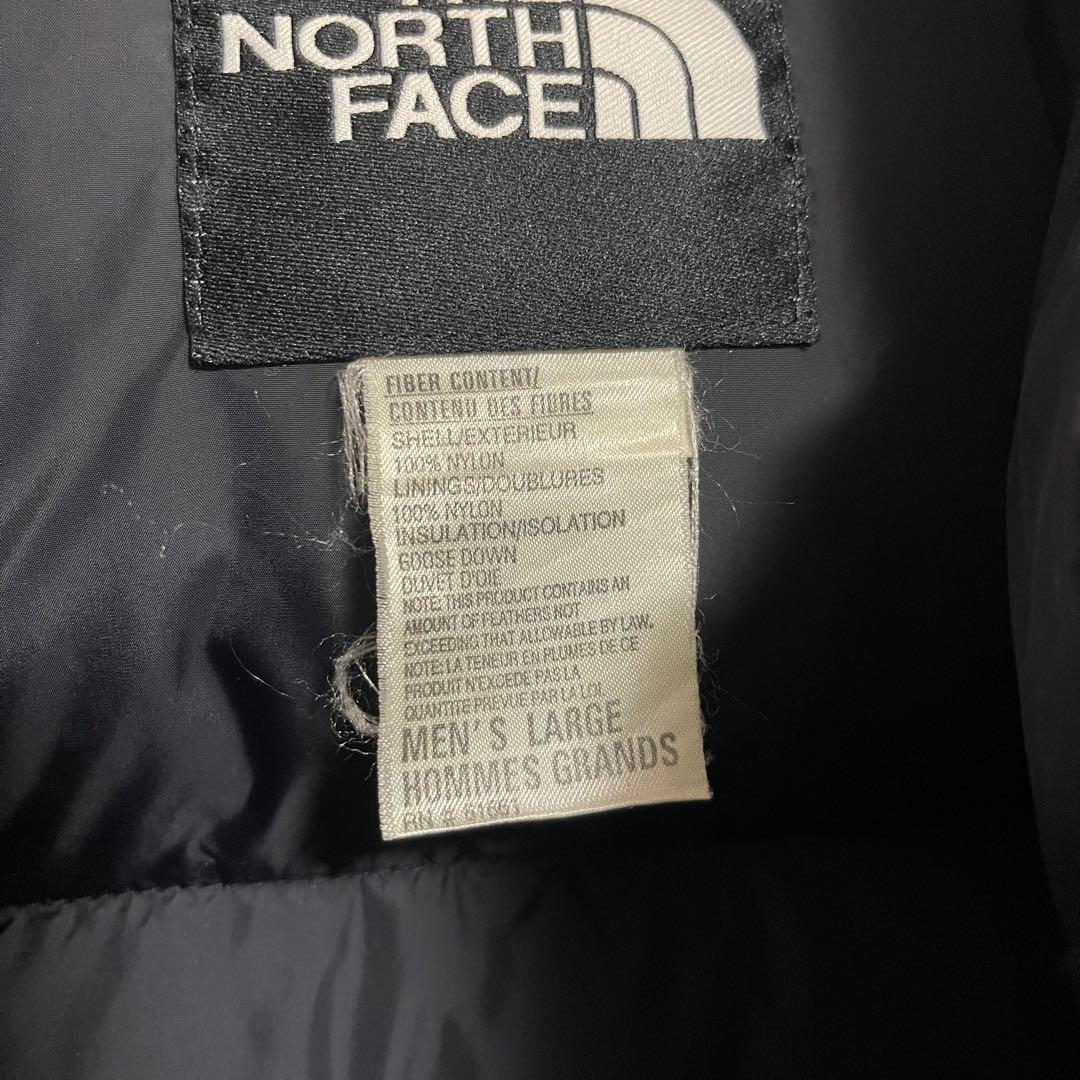 NORTH
FACE
FIBER CONTENT/
CONTENU DES FIBRES
SHELL/EXTERIEUR
100% NYLON
LININGS/DOUBLURES
100% NYLON
INSULATION/ISOLATION
GOOSE DOWN
DUVET D'OIE
NOTE: THIS PRODUCT CONTAINS AN
AMOUNT OF FEATHERS NOT
EXCEEDING THAT ALLOWABLE BY LAW.
NOTE: LA TENEUR EN PLUMES DE CE
PRODUIT N'EXCEDE PAS LA
QUANTITE PREVUE PAR LA LOI.
MEN'S LARGE
HOMMES GRANDS
RN #